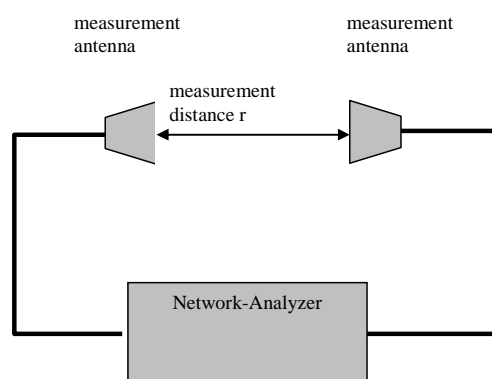 measurement
antenna
measurement
antenna
measurement
distance r
Network-Analyzer